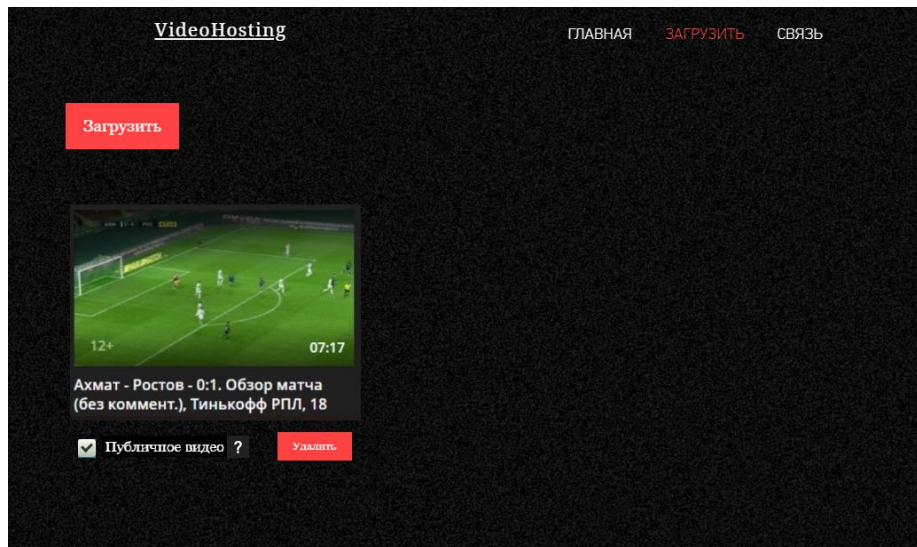 VideoHosting
ГЛАВНАЯ ЗАГРУЗИТЬ СВЯЗЬ
Загрузить
12+ 07:17
Ахмат - Ростов - 0:1. Обзор матча
(без коммент.), Тинькофф РПЛ, 18
Публичное видео ? Удалить